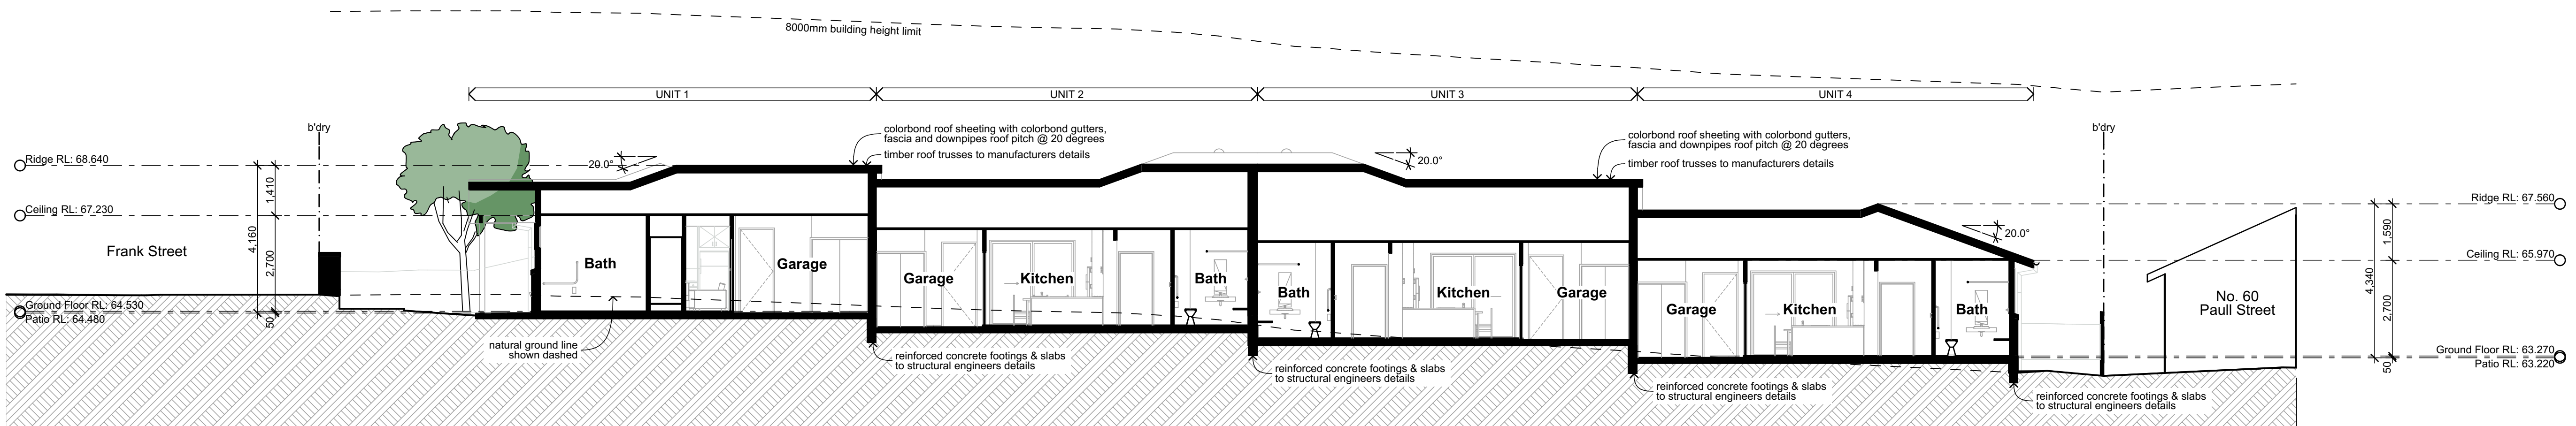 8000mm building height limit
UNIT 1
UNIT 2
UNIT 3
UNIT 4
b'dry
b'dry
colorbond roof sheeting with colorbond gutters,
fascia and downpipes roof pitch @ 20 degrees
timber roof trusses to manufacturers details
colorbond roof sheeting with colorbond gutters,
fascia and downpipes roof pitch @ 20 degrees
timber roof trusses to manufacturers details
20.0°
20.0°
20.0°
Ridge RL: 68.640
Ceiling RL: 67.230
Ground Floor RL: 64.530
Patio RL: 64.480
1,410
4,160
2,700
50
Frank Street
Bath
Garage
Garage
Kitchen
Bath
Bath
Kitchen
Garage
Garage
Kitchen
Bath
No. 60
Paull Street
Ridge RL: 67.560
Ceiling RL: 65.970
Ground Floor RL: 63.270
Patio RL: 63.220
1,590
4,340
2,700
50
natural ground line
shown dashed
reinforced concrete footings & slabs
to structural engineers details
reinforced concrete footings & slabs
to structural engineers details
reinforced concrete footings & slabs
to structural engineers details
reinforced concrete footings & slabs
to structural engineers details